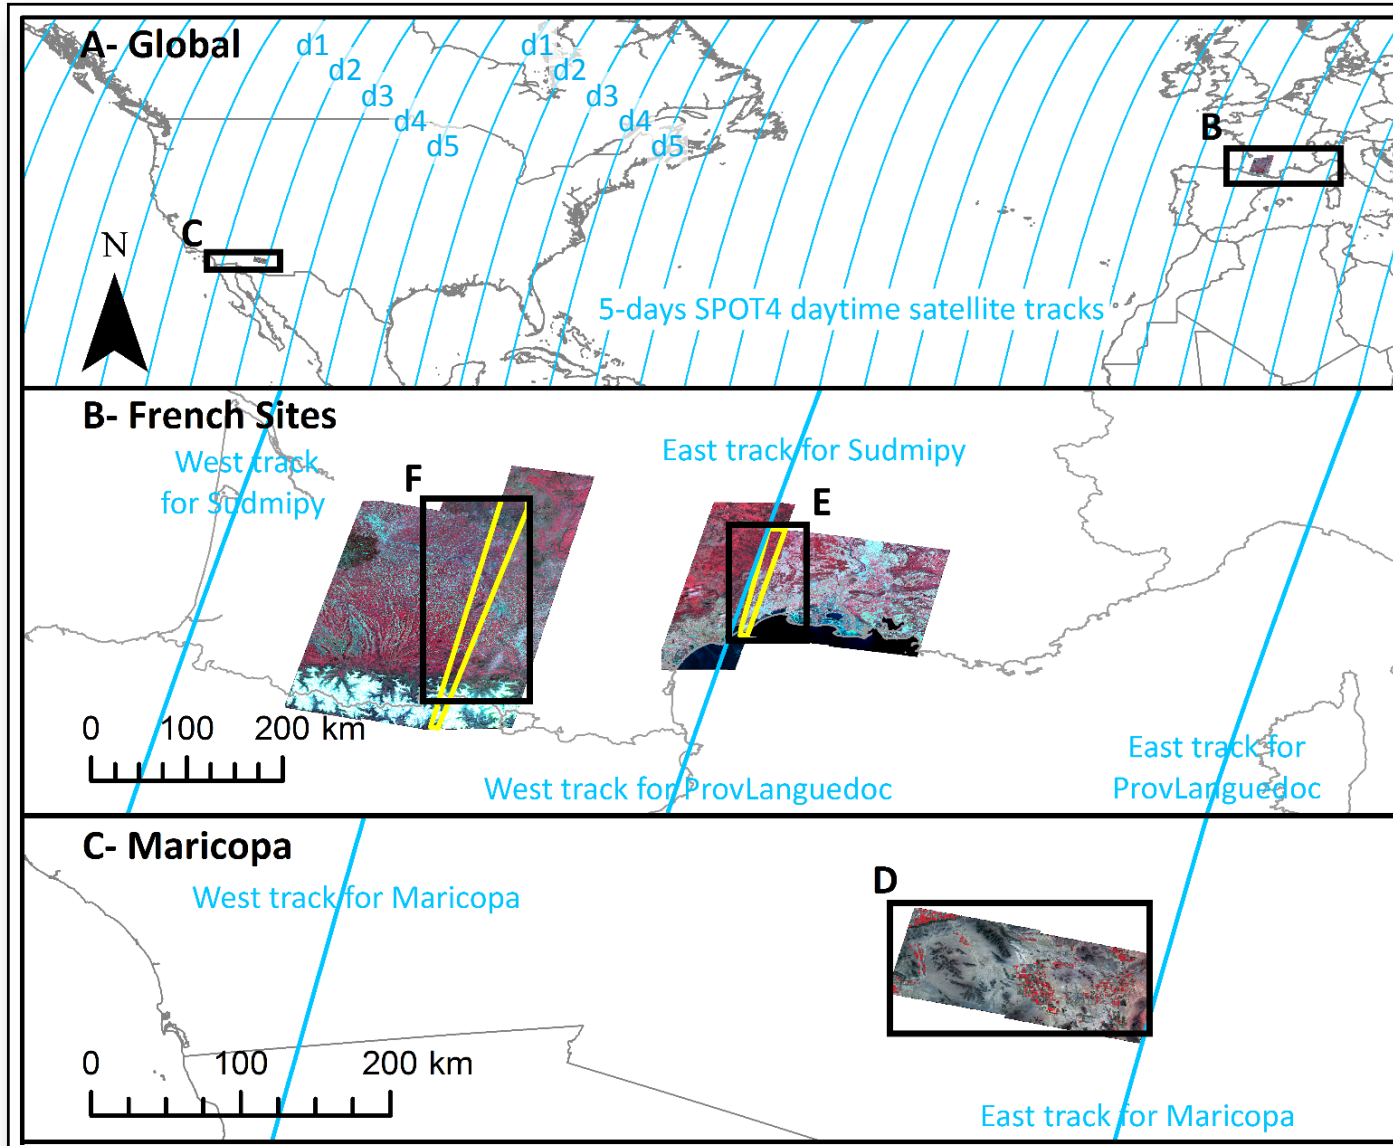 A- Global
d1
d2
d3
d4
d5
d1
d2
d3
d4
d5
B
C
N
5-days SPOT4 daytime satellite tracks
B- French Sites
West track
for Sudmipy
East track for Sudmipy
F
E
0 100 200 km
West track for ProvLanguedoc
East track for
ProvLanguedoc
C- Maricopa
West track for Maricopa
D
0 100 200 km
East track for Maricopa